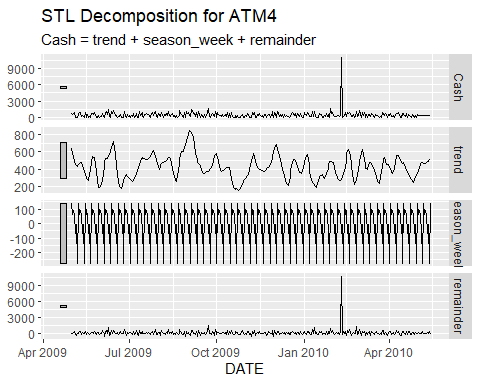 STL Decomposition for ATM4
Cash = trend + season_week + remainder
9000
6000
3000
0
Cash
800
600
400
200
trend
100
0
-100
-200
eason_weel
9000
6000
3000
0
remainder
Apr 2009
Jul 2009
Oct 2009
Jan 2010
Apr 2010
DATE